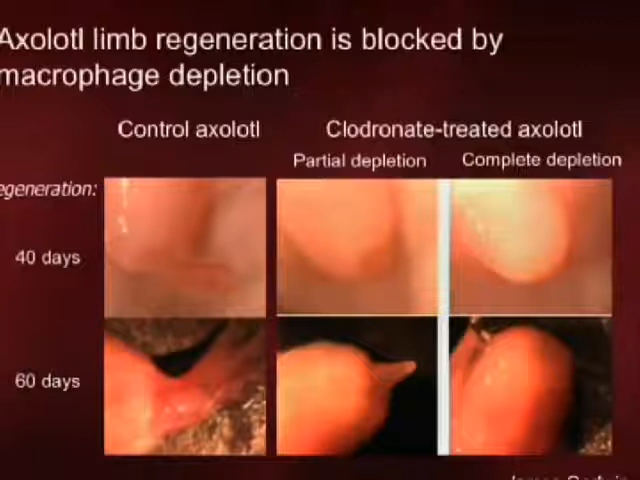 Axolotl limb regeneration is blocked by
macrophage depletion
Control axolotl
Clodronate-treated axolotl
Partial depletion
Complete depletion
egeneration:
40 days
60 days